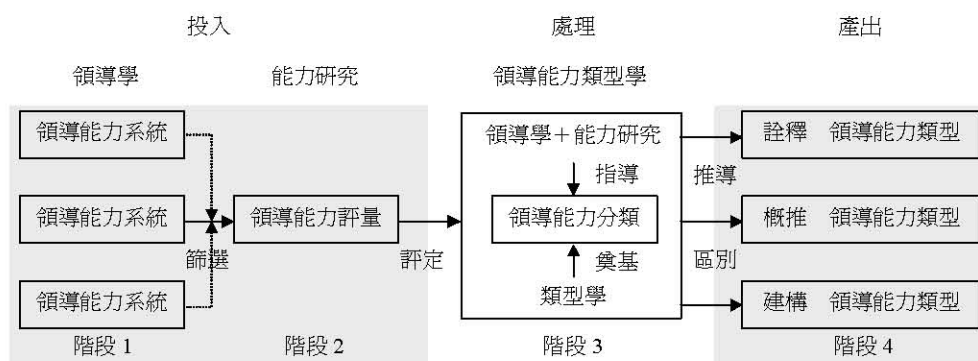 投入 處理 產出
領導學 能力研究 領導能力類型學
領導能力系統 領導學＋能力研究 詮釋 領導能力類型
指導 推導
領導能力系統 領導能力評量 領導能力分類 概推 領導能力類型
篩選 評定 奠基 區別
領導能力系統 類型學 建構 領導能力類型
階段 1 階段 2 階段 3 階段 4